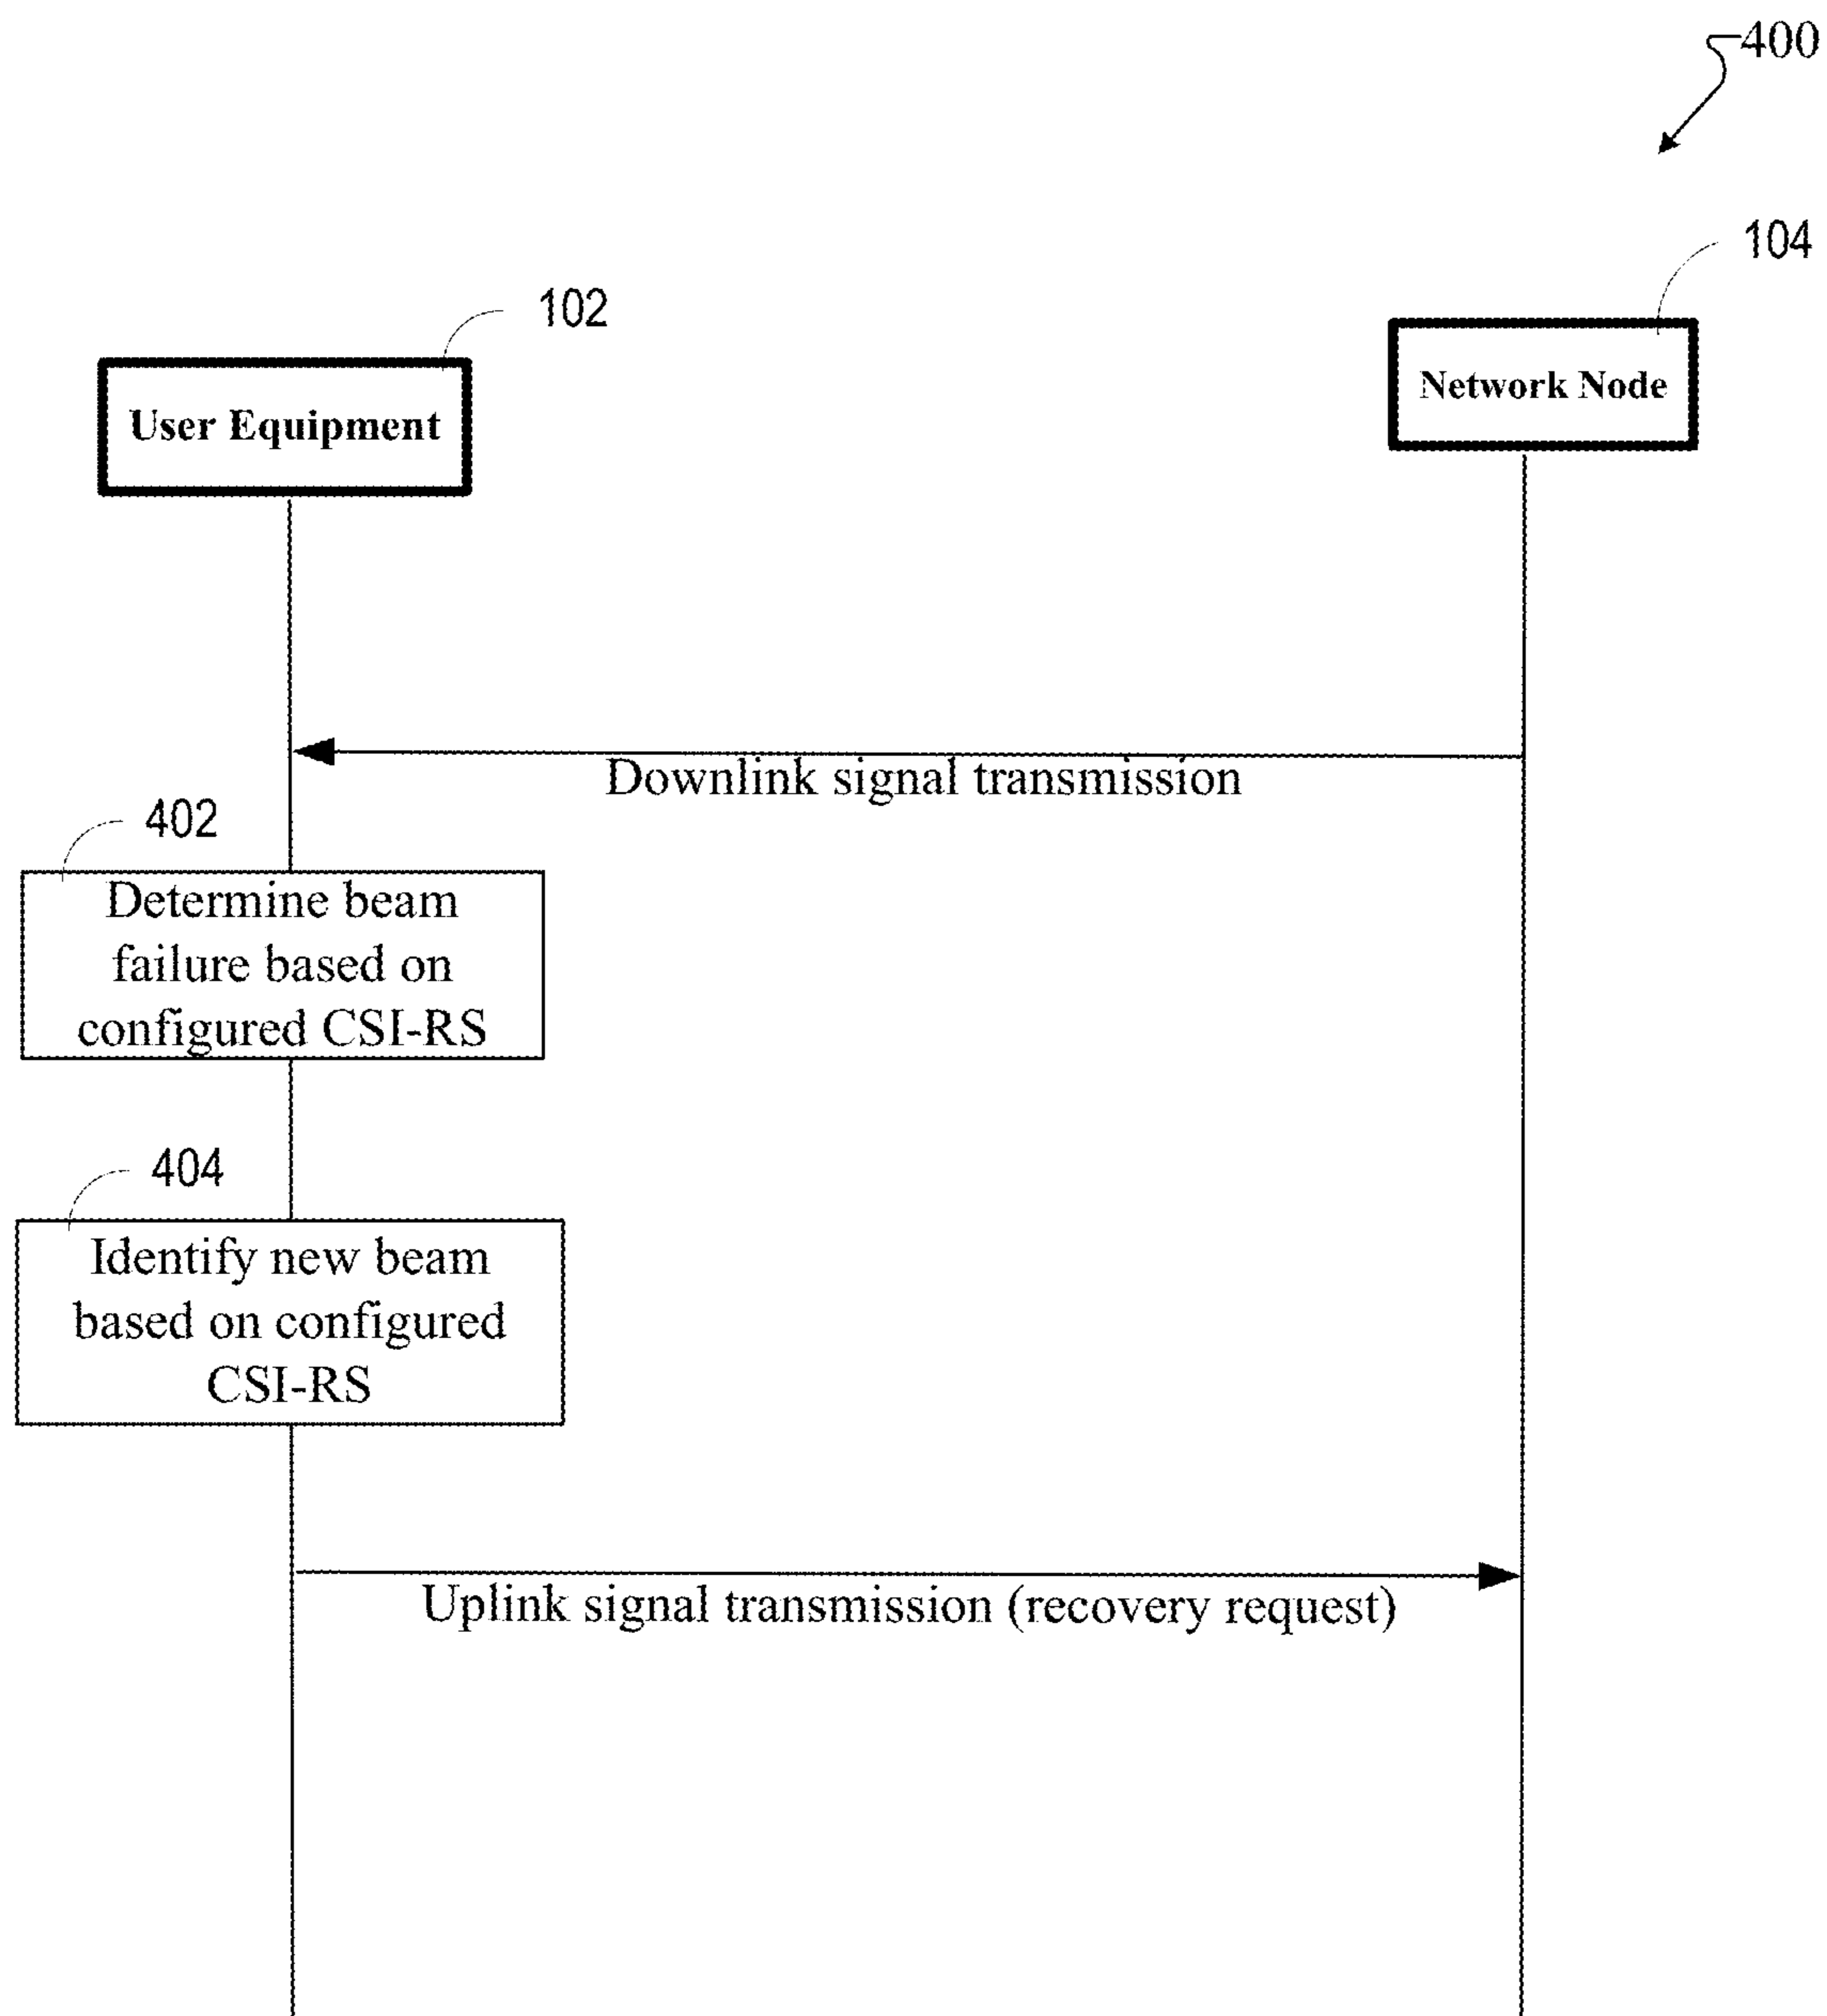 400
104
102
Network Node
User Equipment
Downlink signal transmission
402
Determine beam
failure based on
configured CSI-RS
404
Identify new beam
based on configured
CSI-RS
Uplink signal transmission (recovery request)